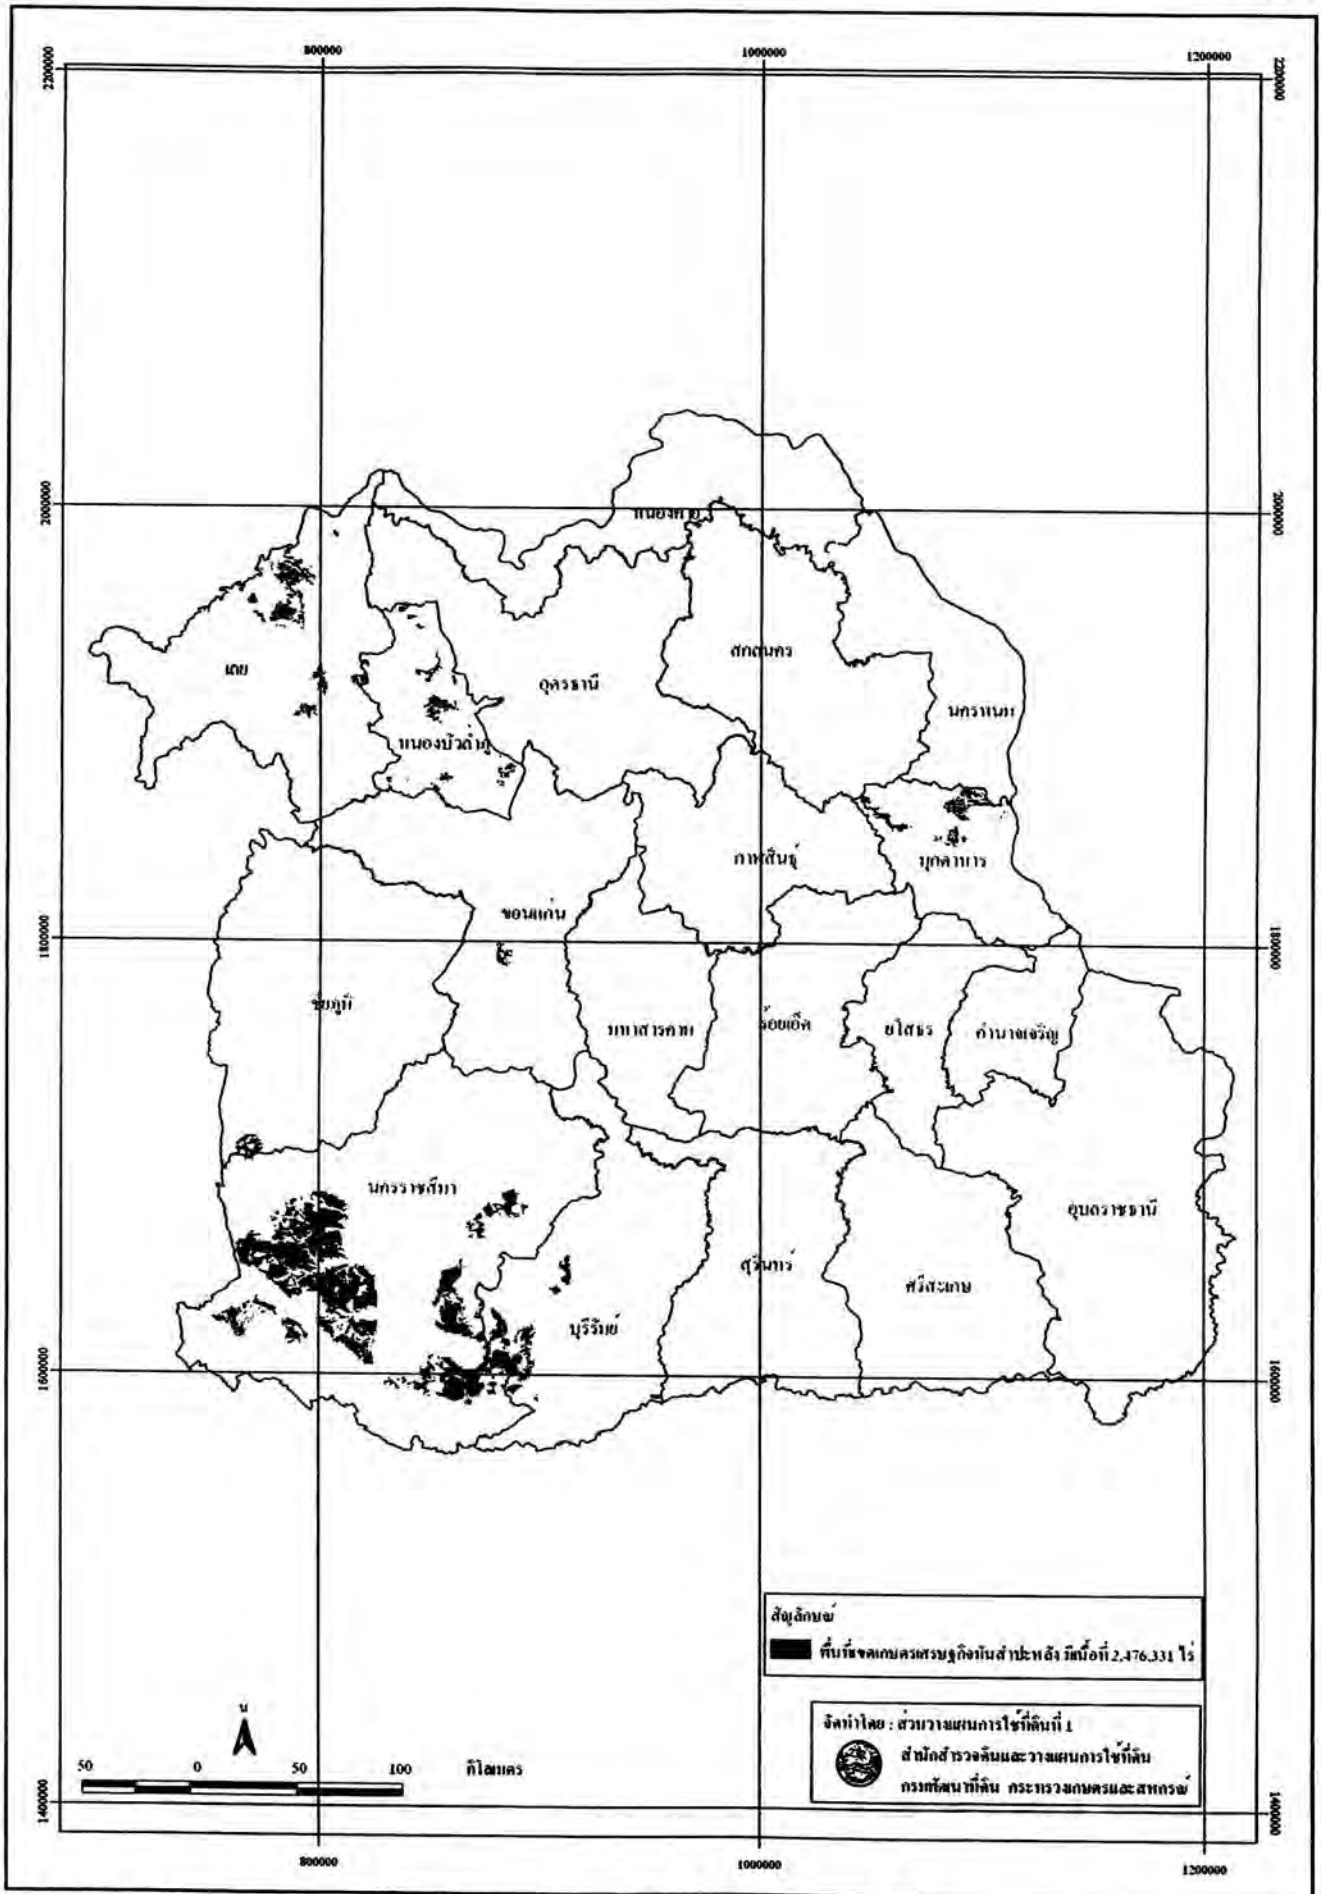 800000
1000000
1200000
2200000
2200000
2000000
2000000
หนองคาย
เลย
อุดรธานี
สกลนคร
นครพนม
หนองบัวลำภู
กาฬสินธุ์
มุกดาหาร
ขอนแก่น
1800000
1800000
ชัยภูมิ
มหาสารคาม
ร้อยเอ็ด
ยโสธร
อำนาจเจริญ
นครราชสีมา
อุบลราชธานี
สุรินทร์
ศรีสะเกษ
บุรีรัมย์
1600000
1600000
สัญลักษณ์
พื้นที่เขตเกษตรเศรษฐกิจมันสำปะหลัง มีเนื้อที่ 2,476,331 ไร่
จัดทำโดย : ส่วนวางแผนการใช้ที่ดินที่ 1
สำนักสำรวจดินและวางแผนการใช้ที่ดิน
กรมพัฒนาที่ดิน กระทรวงเกษตรและสหกรณ์
น
50 0 50 100 กิโลเมตร
1400000
1400000
800000
1000000
1200000